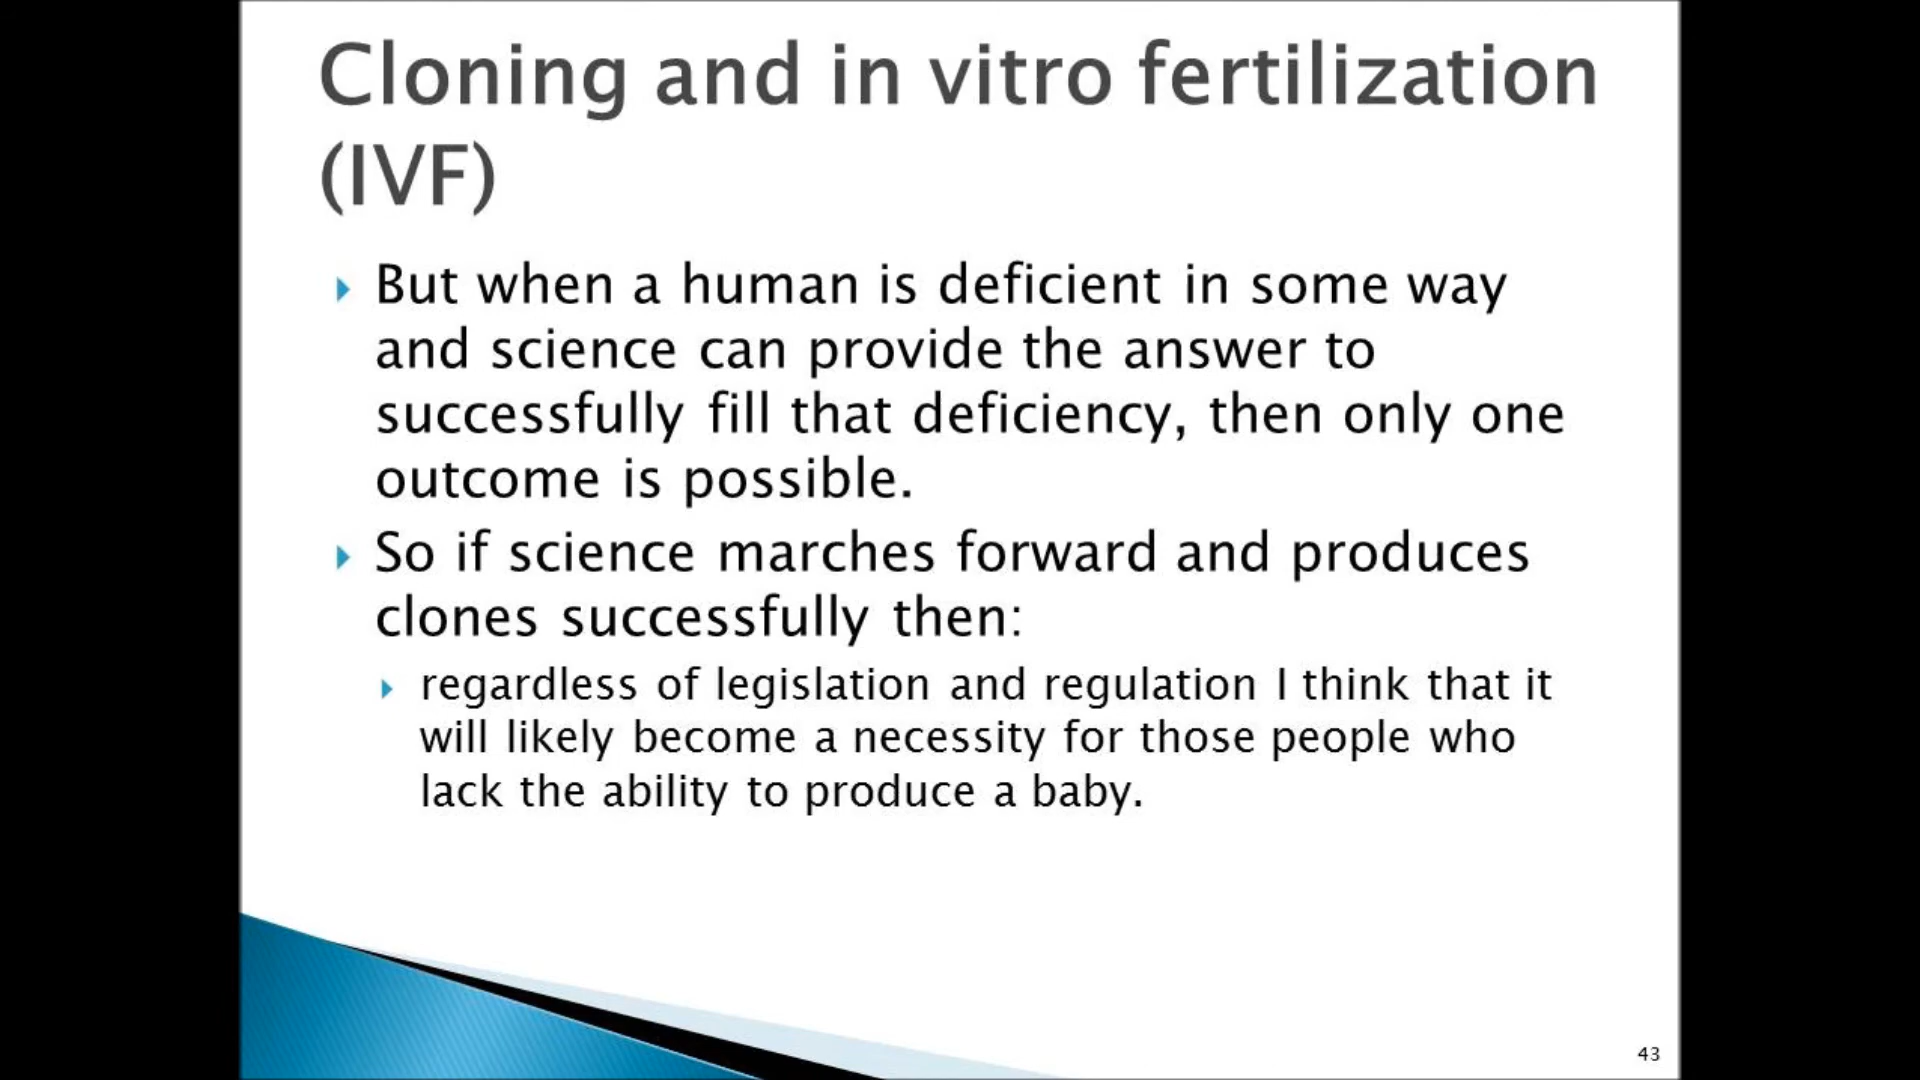 Cloning and in vitro fertilization
(IVF)
But when a human is deficient in some way
and science can provide the answer to
successfully fill that deficiency, then only one
outcome is possible.
So if science marches forward and produces
clones successfully then:
regardless of legislation and regulation I think that it
will likely become a necessity for those people who
lack the ability to produce a baby.
43